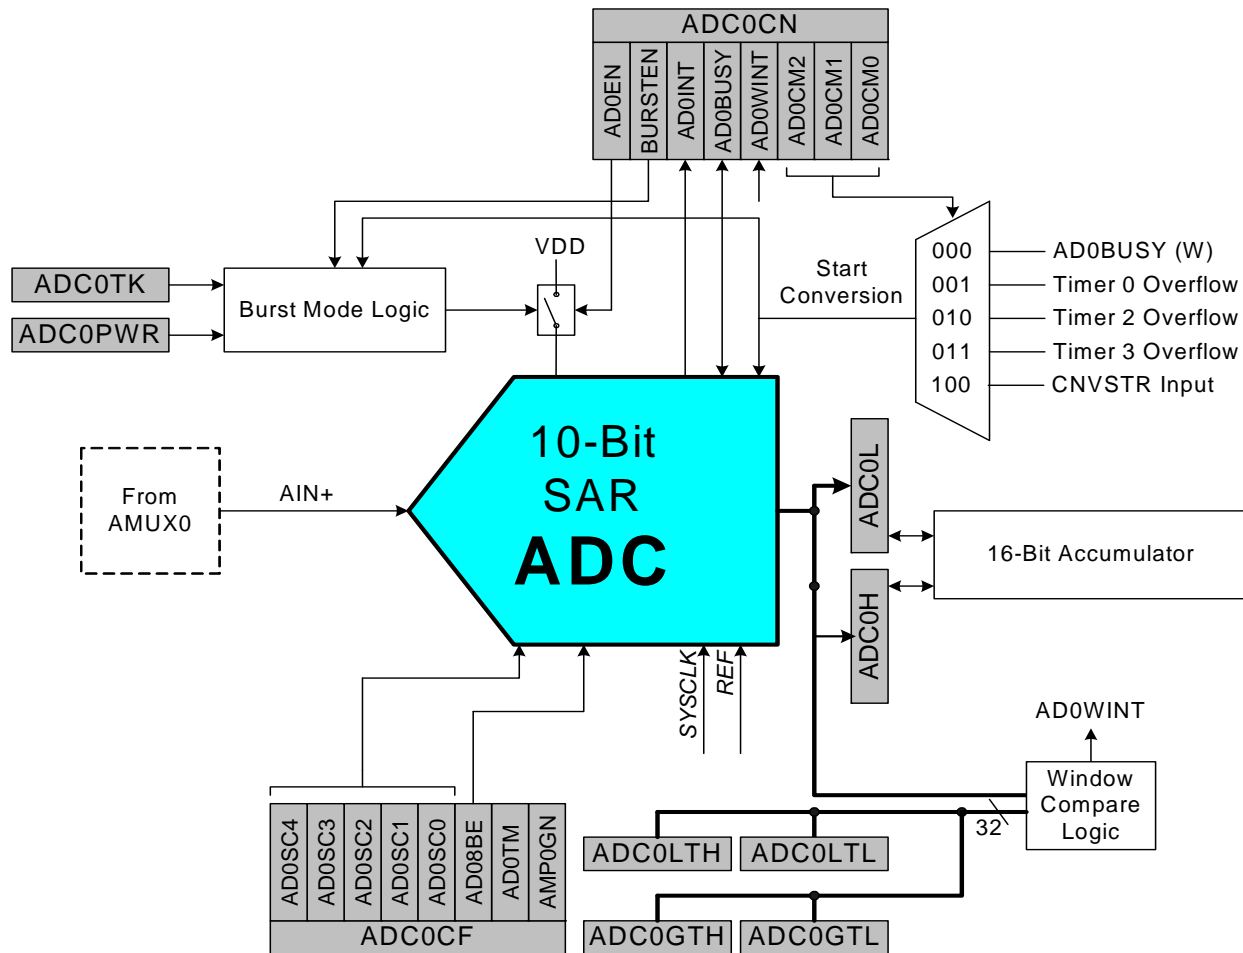 ADC0CN
AD0EN
BURSTEN
AD0INT
AD0BUSY
AD0WINT
AD0CM2
AD0CM1
AD0CM0
VDD
Start
Conversion
000
001
010
011
100
AD0BUSY (W)
Timer 0 Overflow
Timer 2 Overflow
Timer 3 Overflow
CNVSTR Input
ADC0TK
ADC0PWR
Burst Mode Logic
From
AMUX0
AIN+
10-Bit
SAR
ADC
ADC0L
ADC0H
16-Bit Accumulator
SYSCLK
REF
AD0WINT
Window
Compare
Logic
32
AD0SC4
AD0SC3
AD0SC2
AD0SC1
AD0SC0
AD08BE
AD0TM
AMP0GN
ADC0CF
ADC0LTH
ADC0LTL
ADC0GTH
ADC0GTL